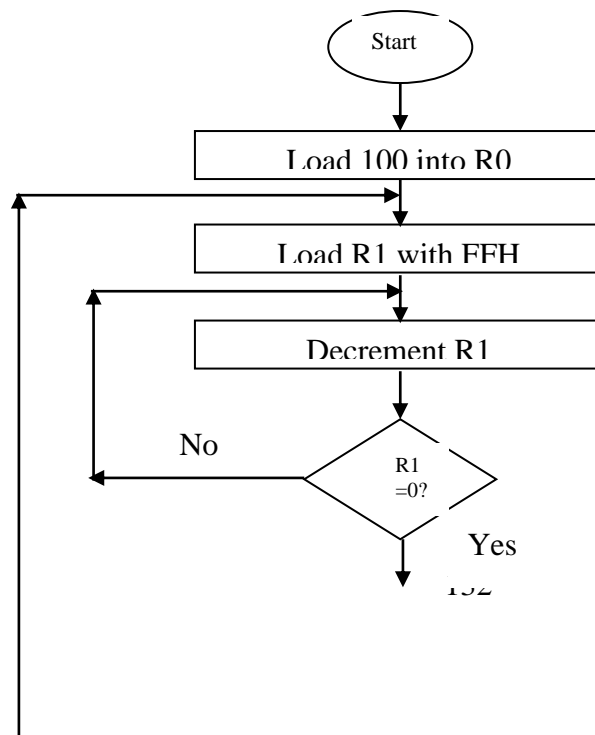 Start
Load 100 into R0
Load R1 with FFH
Decrement R1
No
R1
=0?
Yes